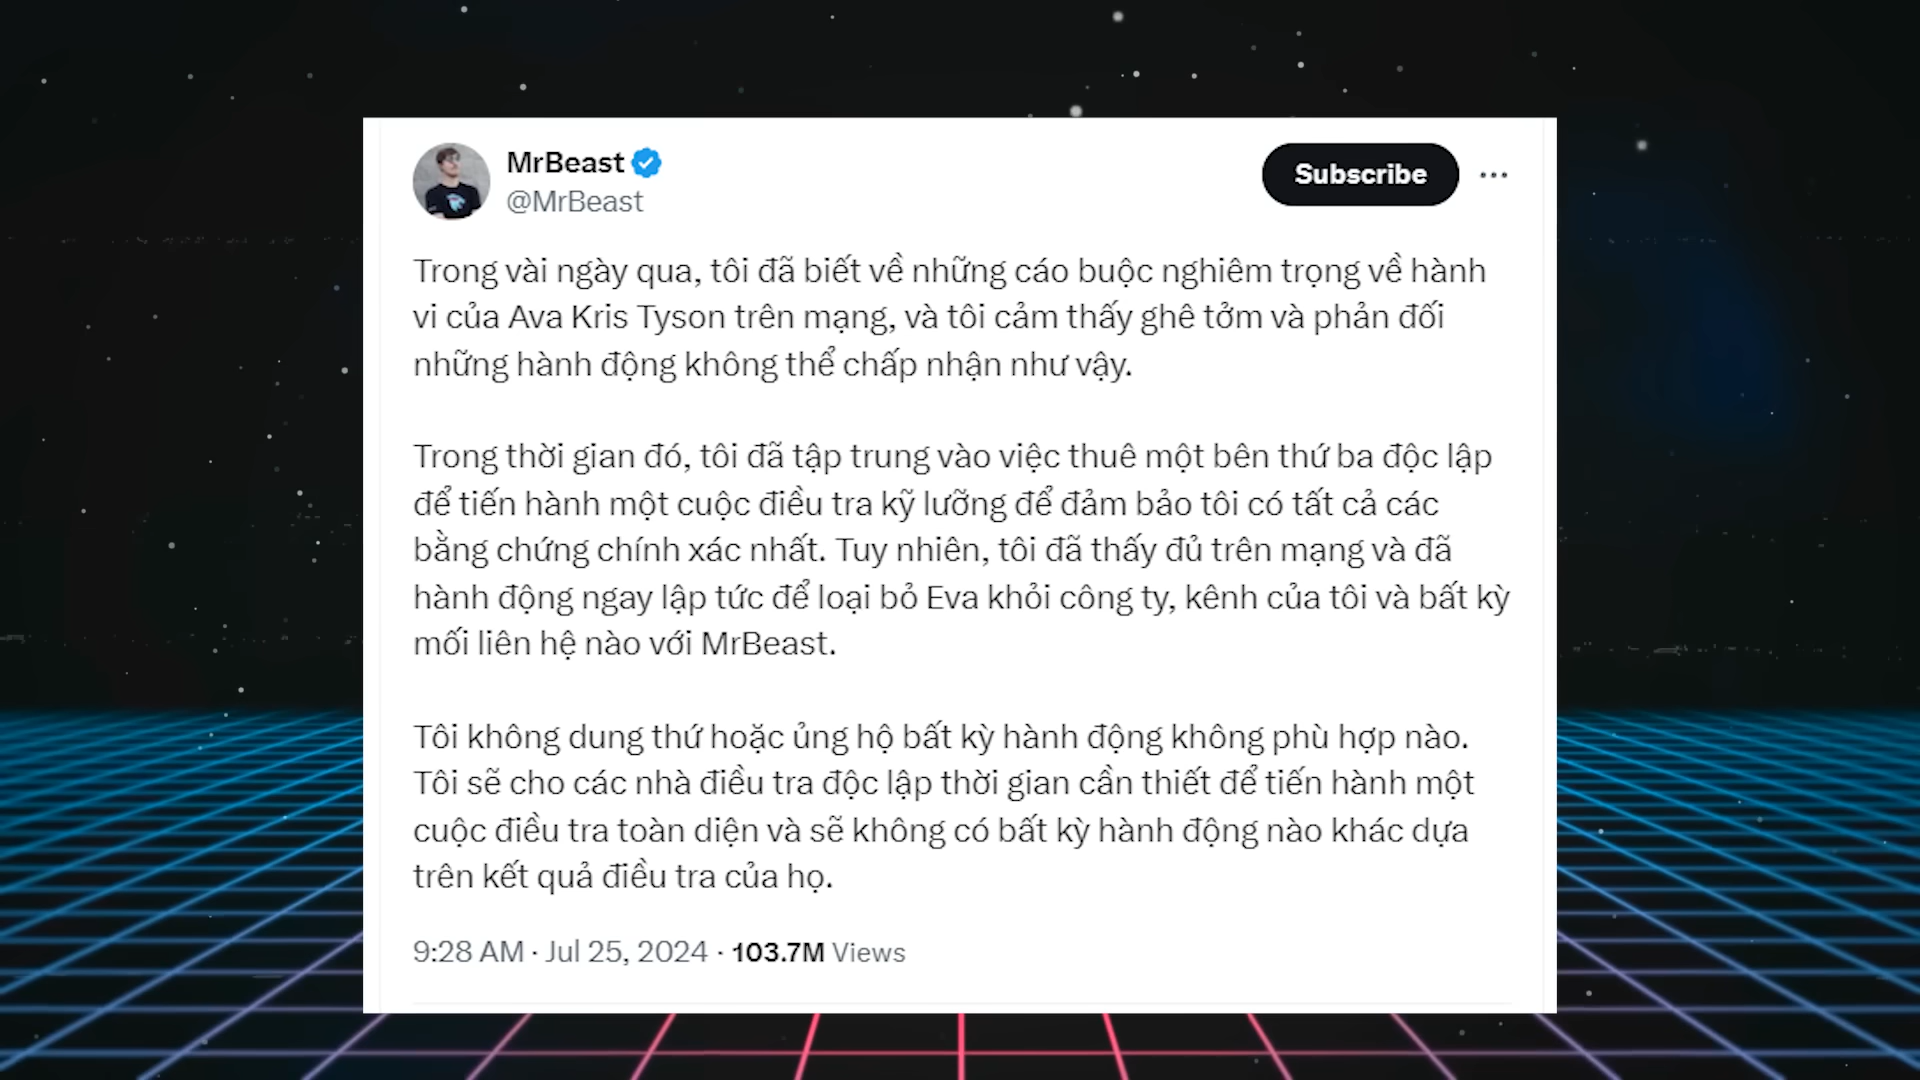 MrBeast
@MrBeast
Subscribe
Trong vài ngày qua, tôi đã biết về những cáo buộc nghiêm trọng về hành
vi của Ava Kris Tyson trên mạng, và tôi cảm thấy ghê tởm và phản đối
những hành động không thể chấp nhận như vậy.
Trong thời gian đó, tôi đã tập trung vào việc thuê một bên thứ ba độc lập
để tiến hành một cuộc điều tra kỹ lưỡng để đảm bảo tôi có tất cả các
bằng chứng chính xác nhất. Tuy nhiên, tôi đã thấy đủ trên mạng và đã
hành động ngay lập tức để loại bỏ Eva khỏi công ty, kênh của tôi và bất kỳ
mối liên hệ nào với MrBeast.
Tôi không dung thứ hoặc ủng hộ bất kỳ hành động không phù hợp nào.
Tôi sẽ cho các nhà điều tra độc lập thời gian cần thiết để tiến hành một
cuộc điều tra toàn diện và sẽ không có bất kỳ hành động nào khác dựa
trên kết quả điều tra của họ.
9:28 AM · Jul 25, 2024 · 103.7M Views